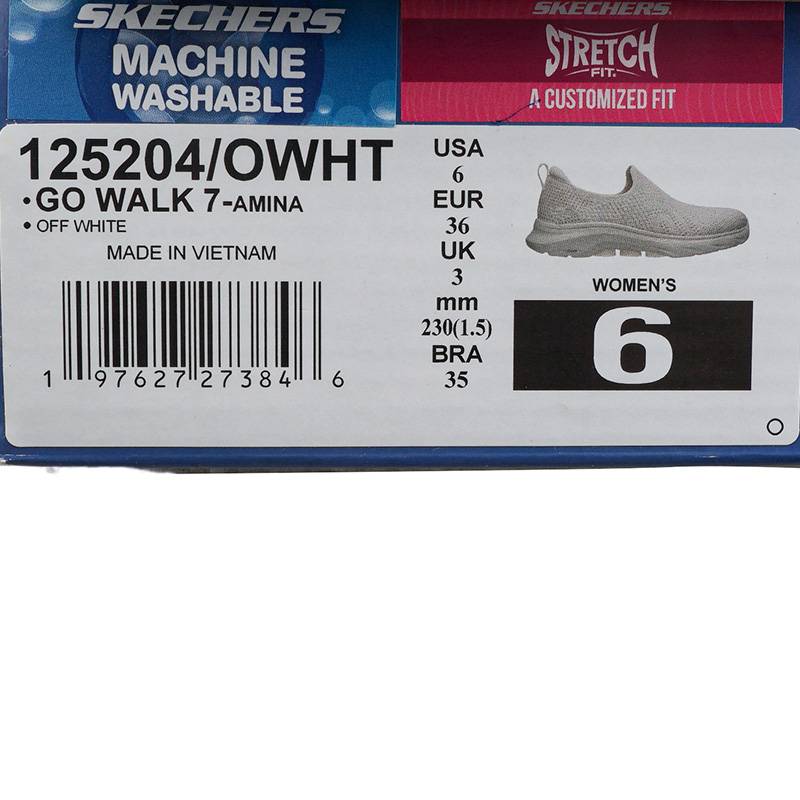 SKECHERS
MACHINE
WASHABLE
SKECHERS
STRETCH
FIT.
A CUSTOMIZED FIT
125204/OWHT
• GO WALK 7-AMINA
• OFF WHITE
MADE IN VIETNAM
1 97627 27384 6
USA
6
EUR
36
UK
3
mm
230(1.5)
BRA
35
WOMEN'S
6